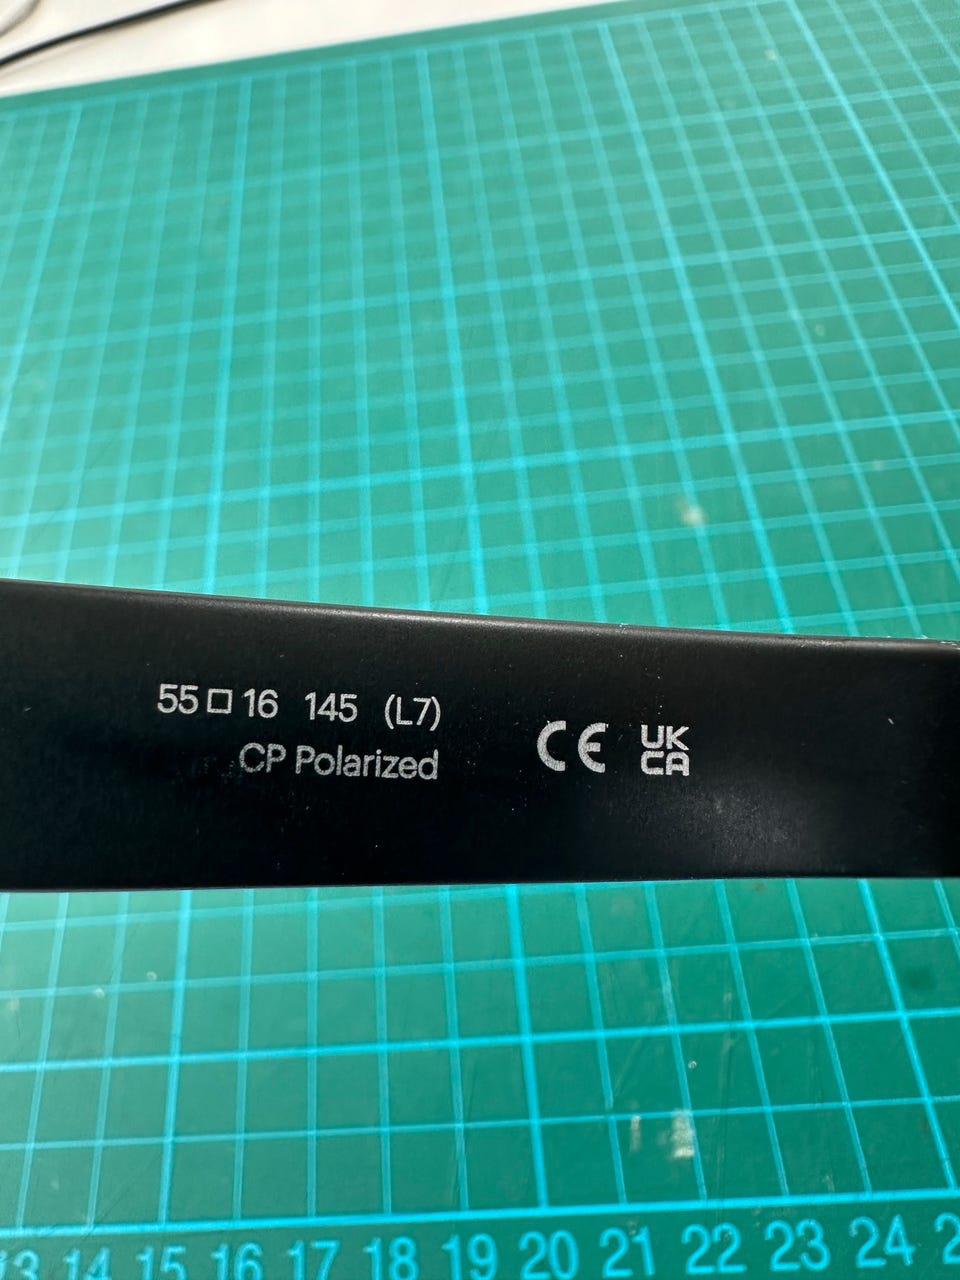 55□16 145 (L7)
CP Polarized
CE
UK
CA
13 14 15 16 17 18 19 20 21 22 23 24